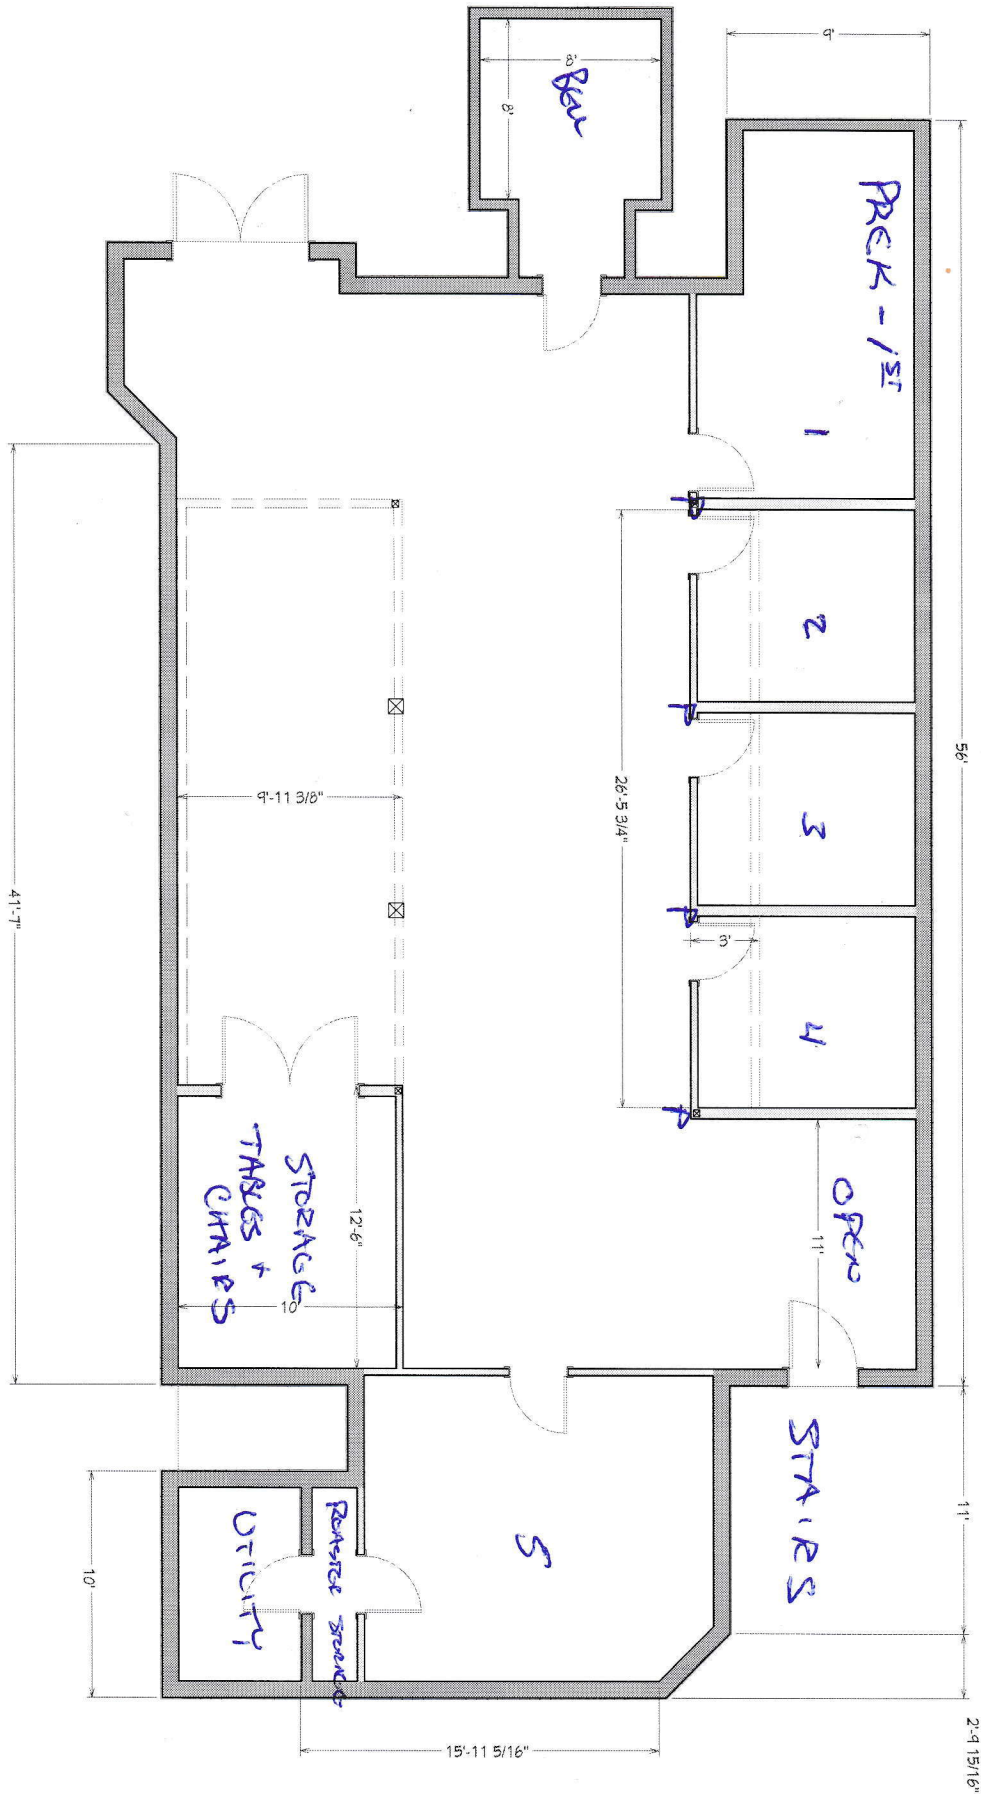 9'
8'
8'
PREK - 1ST
1
56'
2
26'-5 3/4"
3
9'-11 3/8"
41'-7"
3'
4
OPEN
11'
STORAGE
TABLES +
CHAIRS
12'-6"
10'
STAIRS
11'
5
ROASTER STORAGE
UTILITY
10'
15'-11 5/16"
2'-9 15/16"
P
P
P
P